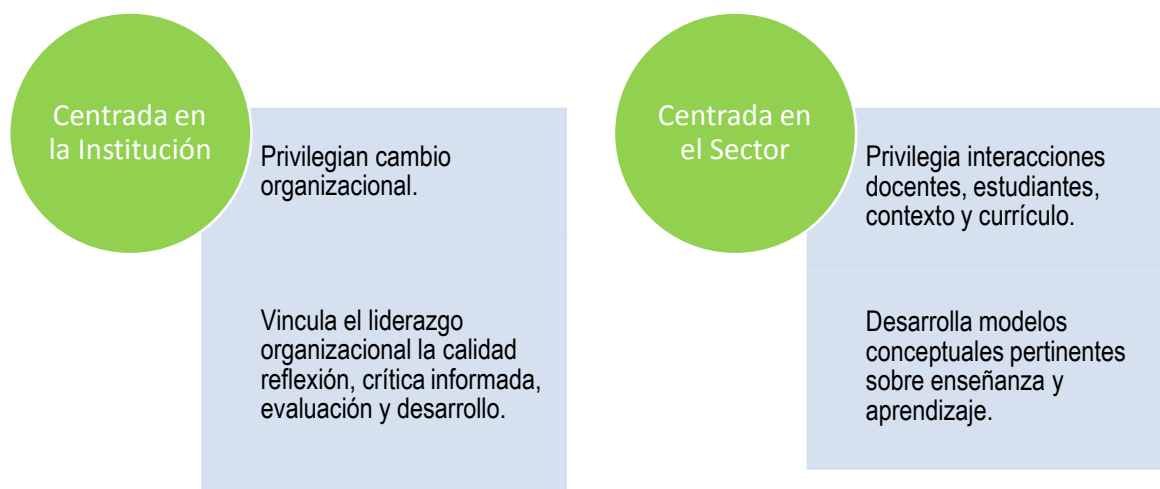 Centrada en
la Institución
Privilegian cambio
organizacional.
Vincula el liderazgo
organizacional la calidad
reflexión, crítica informada,
evaluación y desarrollo.
Centrada en
el Sector
Privilegia interacciones
docentes, estudiantes,
contexto y currículo.
Desarrolla modelos
conceptuales pertinentes
sobre enseñanza y
aprendizaje.